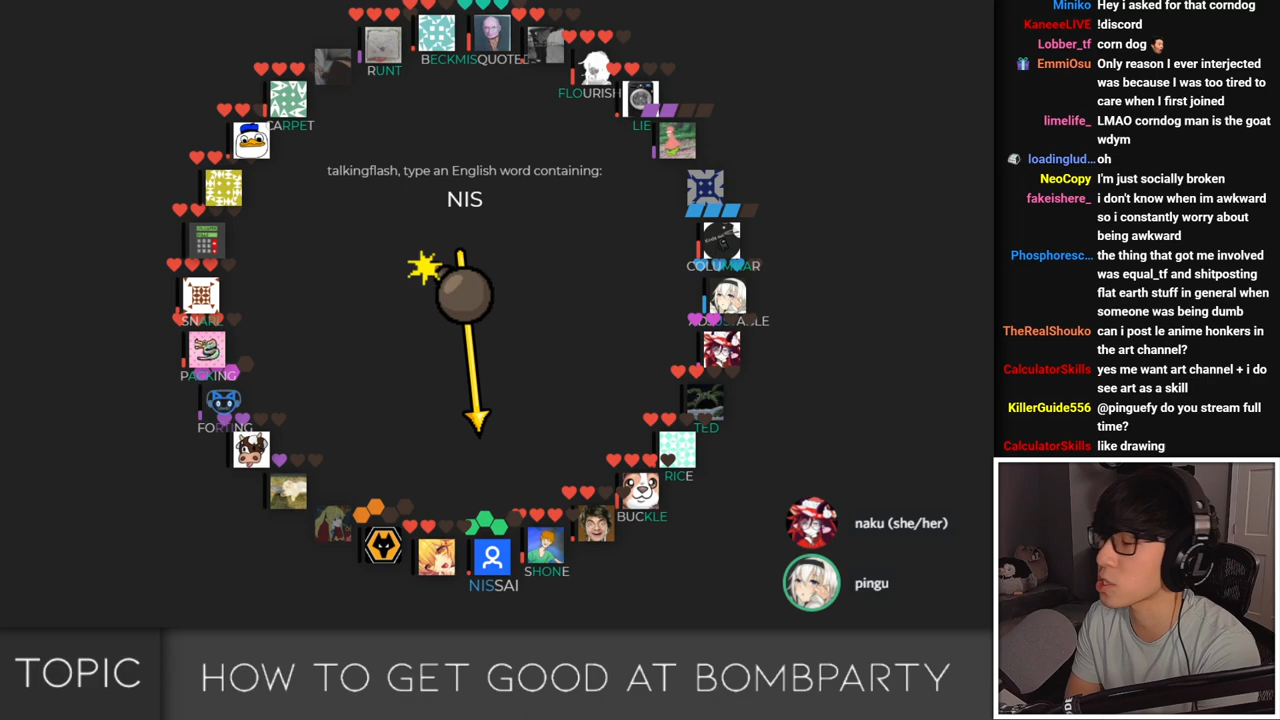 RUNT
BECKMISQUOTED
FLOURISH
CARPET
LIE
talkingflash, type an English word containing:
NIS
COLUMNAR
SNARL
ADJUSTABLE
PACKING
FORTING
TED
RICE
BUCKLE
SHONE
NISSAI
naku (she/her)
pingu
TOPIC
HOW TO GET GOOD AT BOMBPARTY
Miniko Hey i asked for that corndog
KaneeeLIVE !discord
Lobber_tf corn dog
EmmiOsu Only reason I ever interjected
was because I was too tired to
care when I first joined
limelife_ LMAO corndog man is the goat
wdym
loadinglud... oh
NeoCopy I'm just socially broken
fakeishere_ i don't know when im awkward
so i constantly worry about
being awkward
Phosphoresc... the thing that got me involved
was equal_tf and shitposting
flat earth stuff in general when
someone was being dumb
TheRealShouko can i post le anime honkers in
the art channel?
CalculatorSkills yes me want art channel + i do
see art as a skill
KillerGuide556 @pinguefy do you stream full
time?
CalculatorSkills like drawing